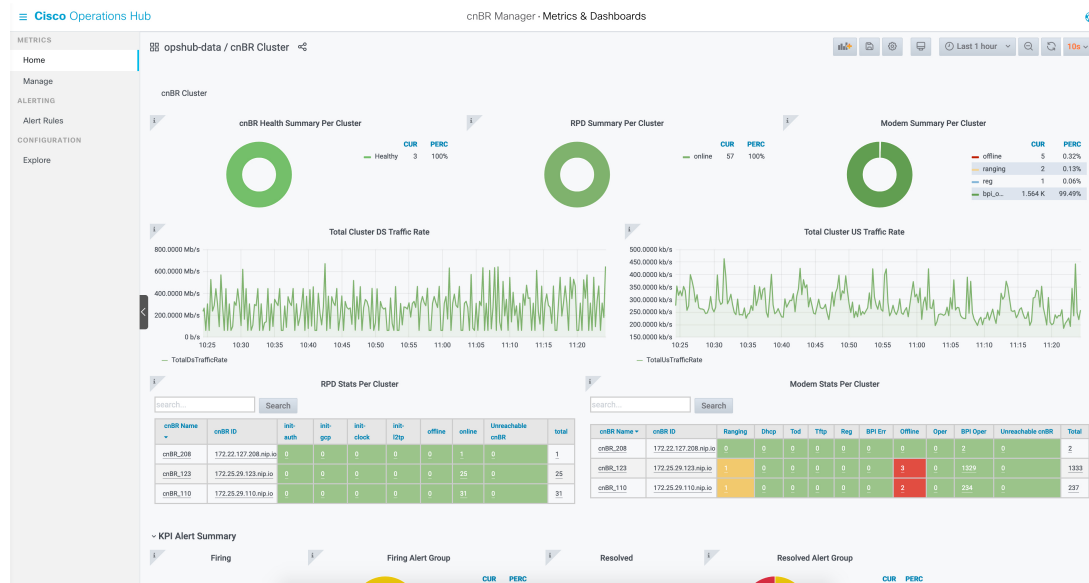 Cisco Operations Hub
cnBR Manager · Metrics & Dashboards
METRICS
Home
Manage
ALERTING
Alert Rules
CONFIGURATION
Explore
opshub-data / cnBR Cluster
Last 1 hour
10s
cnBR Cluster
cnBR Health Summary Per Cluster
CUR PERC
Healthy 3 100%
RPD Summary Per Cluster
CUR PERC
online 57 100%
Modem Summary Per Cluster
CUR PERC
offline 5 0.32%
ranging 2 0.13%
reg 1 0.06%
bpi_o... 1.564 K 99.49%
Total Cluster DS Traffic Rate
800.0000 Mb/s
600.0000 Mb/s
400.0000 Mb/s
200.0000 Mb/s
0 b/s
10:25 10:30 10:35 10:40 10:45 10:50 10:55 11:00 11:05 11:10 11:15 11:20
TotalDsTrafficRate
Total Cluster US Traffic Rate
500.0000 kb/s
450.0000 kb/s
400.0000 kb/s
350.0000 kb/s
300.0000 kb/s
250.0000 kb/s
200.0000 kb/s
150.0000 kb/s
10:25 10:30 10:35 10:40 10:45 10:50 10:55 11:00 11:05 11:10 11:15 11:20
TotalUsTrafficRate
RPD Stats Per Cluster
search... Search
cnBR Name cnBR ID init-auth init-gcp init-clock init-l2tp offline online Unreachable cnBR total
cnBR_208 172.22.127.208.nip.io 0 0 0 0 0 1 0 1
cnBR_123 172.25.29.123.nip.io 0 0 0 0 0 25 0 25
cnBR_110 172.25.29.110.nip.io 0 0 0 0 0 31 0 31
Modem Stats Per Cluster
search... Search
cnBR Name cnBR ID Ranging Dhcp Tod Tftp Reg BPI Err Offline Oper BPI Oper Unreachable cnBR Total
cnBR_208 172.22.127.208.nip.io 0 0 0 0 0 0 0 0 2 0 2
cnBR_123 172.25.29.123.nip.io 1 0 0 0 0 0 3 0 1329 0 1333
cnBR_110 172.25.29.110.nip.io 1 0 0 0 0 0 2 0 234 0 237
KPI Alert Summary
Firing
Firing Alert Group
CUR PERC
Resolved
Resolved Alert Group
CUR PERC